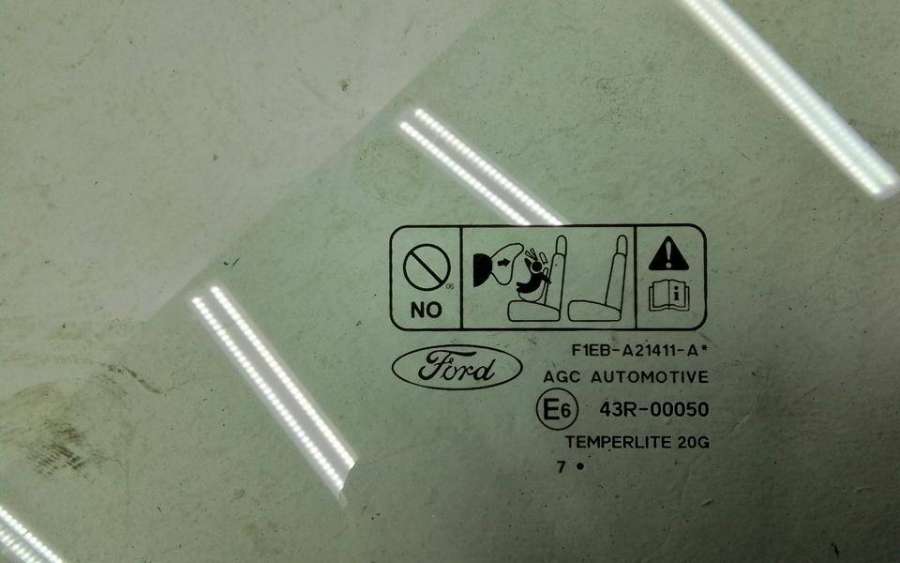 NO
Ford
F1EB-A21411-A*
AGC AUTOMOTIVE
E6 43R-00050
TEMPERLITE 20G
7 •